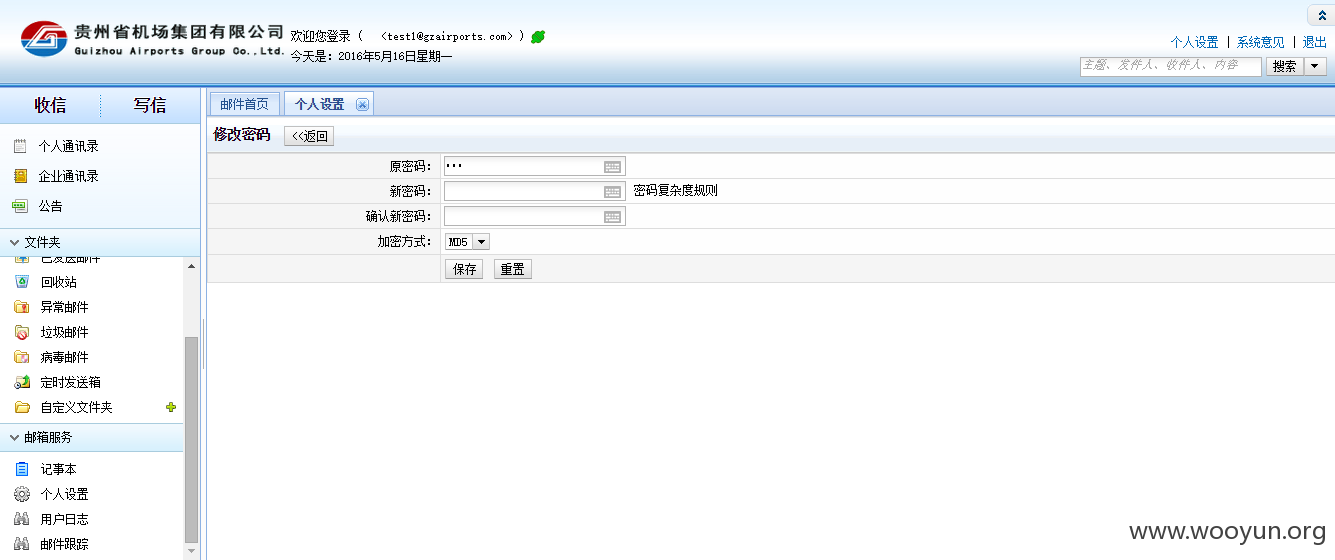 贵州省机场集团有限公司
Guizhou Airports Group Co.,Ltd.
欢迎您登录 ( <test1@gzairports.com> )
今天是：2016年5月16日星期一
个人设置 | 系统意见 | 退出
主题、发件人、收件人、内容 搜索
收信 写信
邮件首页 个人设置
修改密码 <<返回
个人通讯录
企业通讯录
公告
文件夹
已发送邮件
回收站
异常邮件
垃圾邮件
病毒邮件
定时发送箱
自定义文件夹
邮箱服务
记事本
个人设置
用户日志
邮件跟踪
原密码：
新密码： 密码复杂度规则
确认新密码：
加密方式： MD5
保存 重置
www.wooyun.org